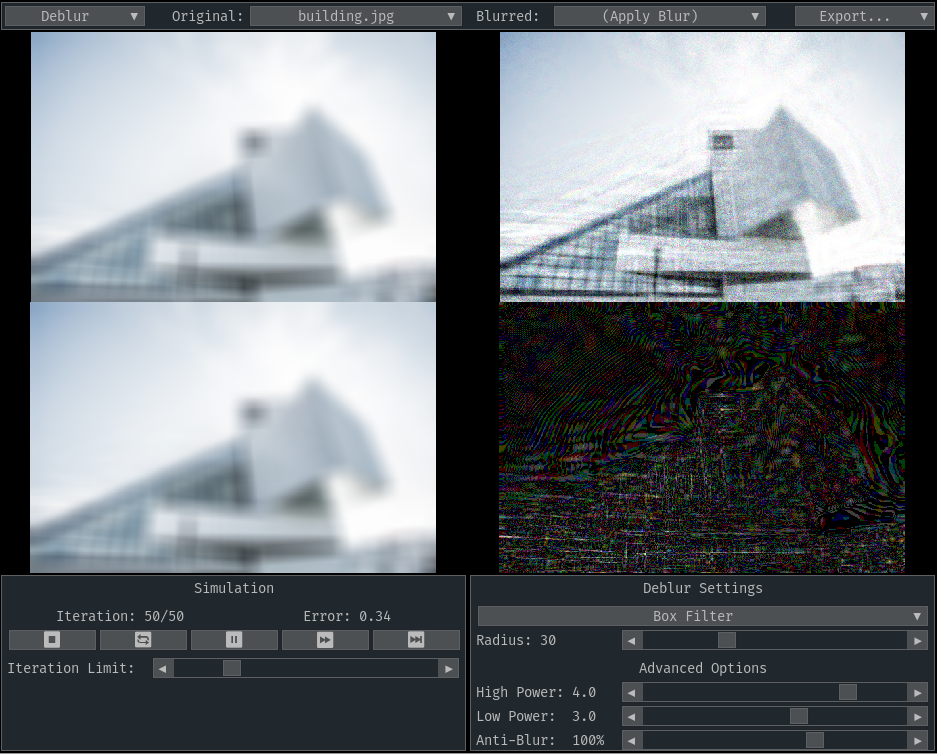 Deblur Original: building.jpg Blurred: (Apply Blur) Export...
Simulation
Iteration: 50/50 Error: 0.34
Iteration Limit:
Deblur Settings
Box Filter
Radius: 30
Advanced Options
High Power: 4.0
Low Power: 3.0
Anti-Blur: 100%